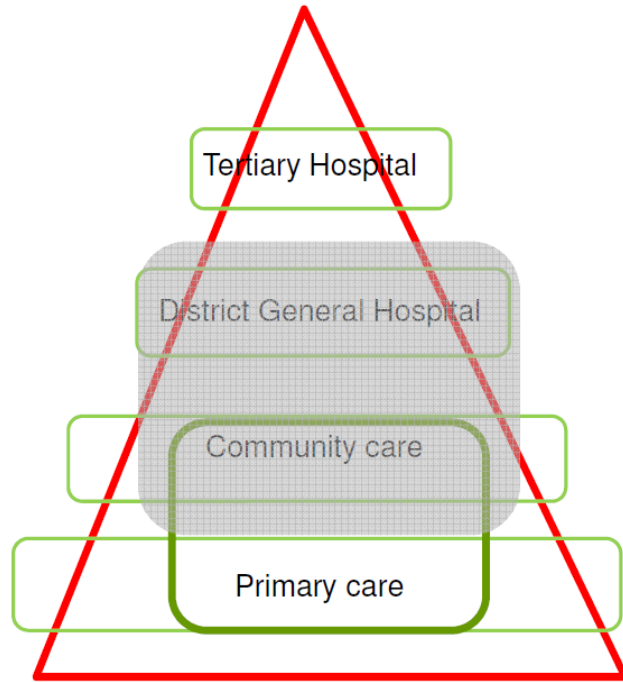 Tertiary Hospital
District General Hospital
Community care
Primary care